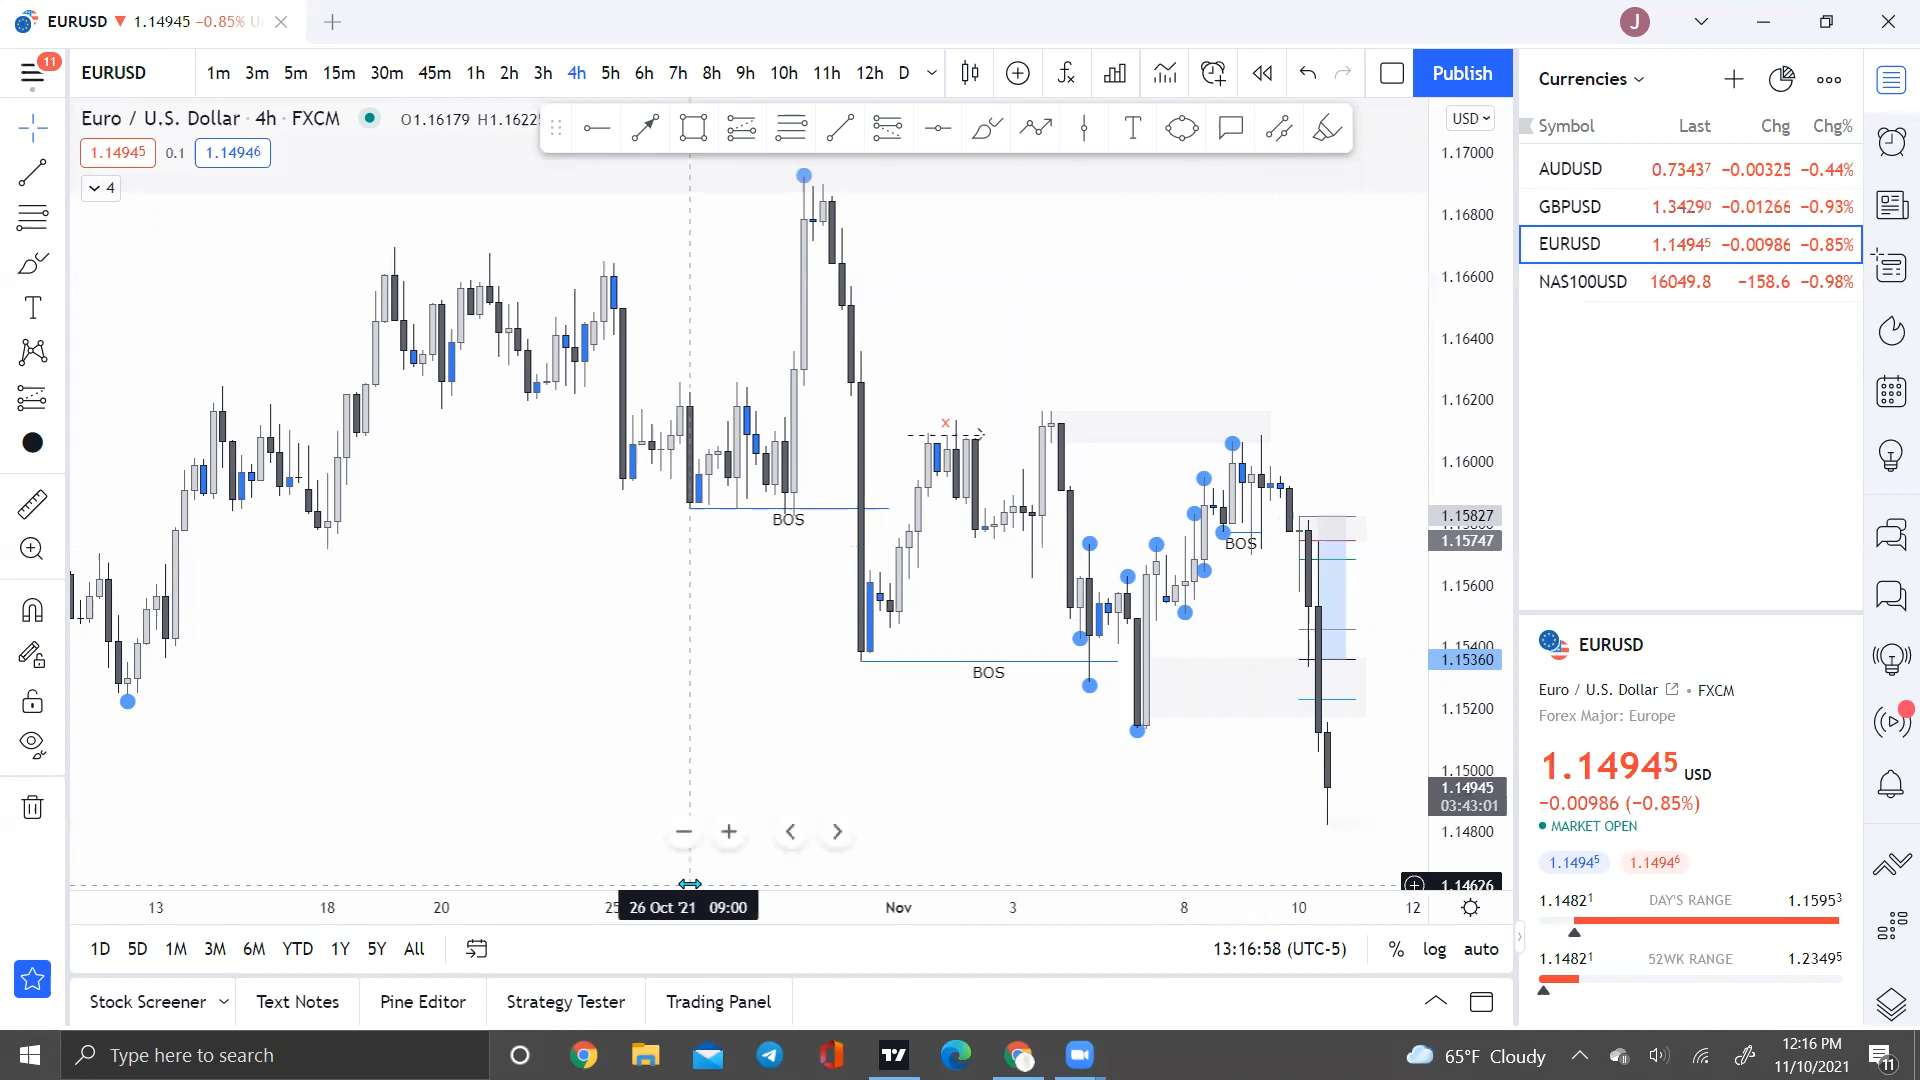 EURUSD ▼ 1.14945 −0.85% U
J
11
EURUSD
1m 3m 5m 15m 30m 45m 1h 2h 3h 4h 5h 6h 7h 8h 9h 10h 11h 12h D
Publish
Euro / U.S. Dollar · 4h · FXCM
O1.16179 H1.1622
1.14945 0.1 1.14946
4
USD
1.17000
1.16800
1.16600
1.16400
1.16200
1.16000
1.15827
1.15747
1.15600
1.15400
1.15360
1.15200
1.15000
1.14945
03:43:01
1.14800
1.14626
x
BOS
BOS
BOS
13 18 20 25 26 Oct '21 09:00 Nov 3 8 10 12
1D 5D 1M 3M 6M YTD 1Y 5Y All
13:16:58 (UTC-5) % log auto
Stock Screener Text Notes Pine Editor Strategy Tester Trading Panel
Currencies
Symbol Last Chg Chg%
AUDUSD 0.73437 −0.00325 −0.44%
GBPUSD 1.34290 −0.01266 −0.93%
EURUSD 1.14945 −0.00986 −0.85%
NAS100USD 16049.8 −158.6 −0.98%
EURUSD
Euro / U.S. Dollar • FXCM
Forex Major: Europe
1.14945 USD
−0.00986 (−0.85%)
MARKET OPEN
1.14945 1.14946
1.14821 DAY'S RANGE 1.15953
1.14821 52WK RANGE 1.23495
Type here to search
65°F Cloudy
12:16 PM
11/10/2021
11